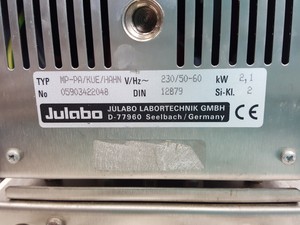 TYP MP-PA/KUE/HAHN V/Hz~ 230/50-60 kW 2,1
No 05903422048 DIN 12879 Si-Kl. 2
Julabo JULABO LABORTECHNIK GMBH
D-77960 Seelbach/Germany